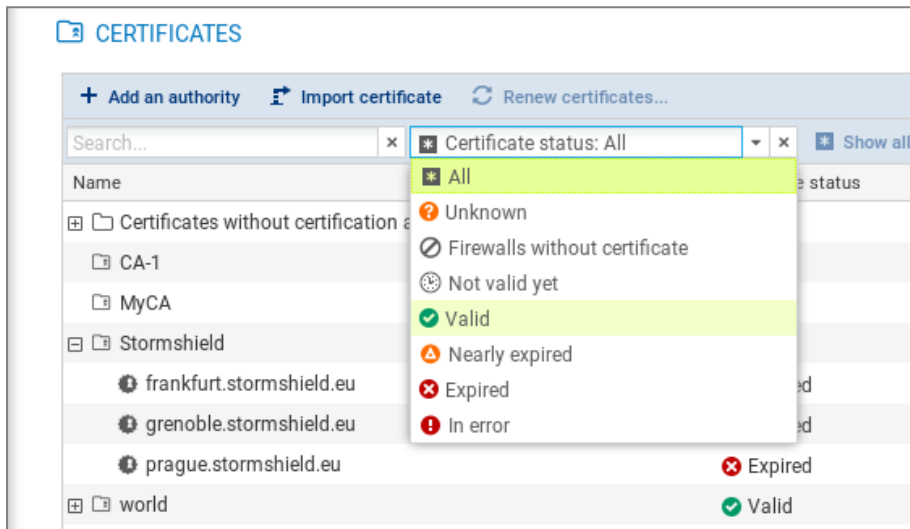 CERTIFICATES
Add an authority Import certificate Renew certificates...
Search... Certificate status: All Show all
Name status
All
Unknown
Certificates without certification
Firewalls without certificate
CA-1
Not valid yet
MyCA
Valid
Stormshield
Nearly expired
frankfurt.stormshield.eu
Expired
grenoble.stormshield.eu
In error
prague.stormshield.eu Expired
world Valid